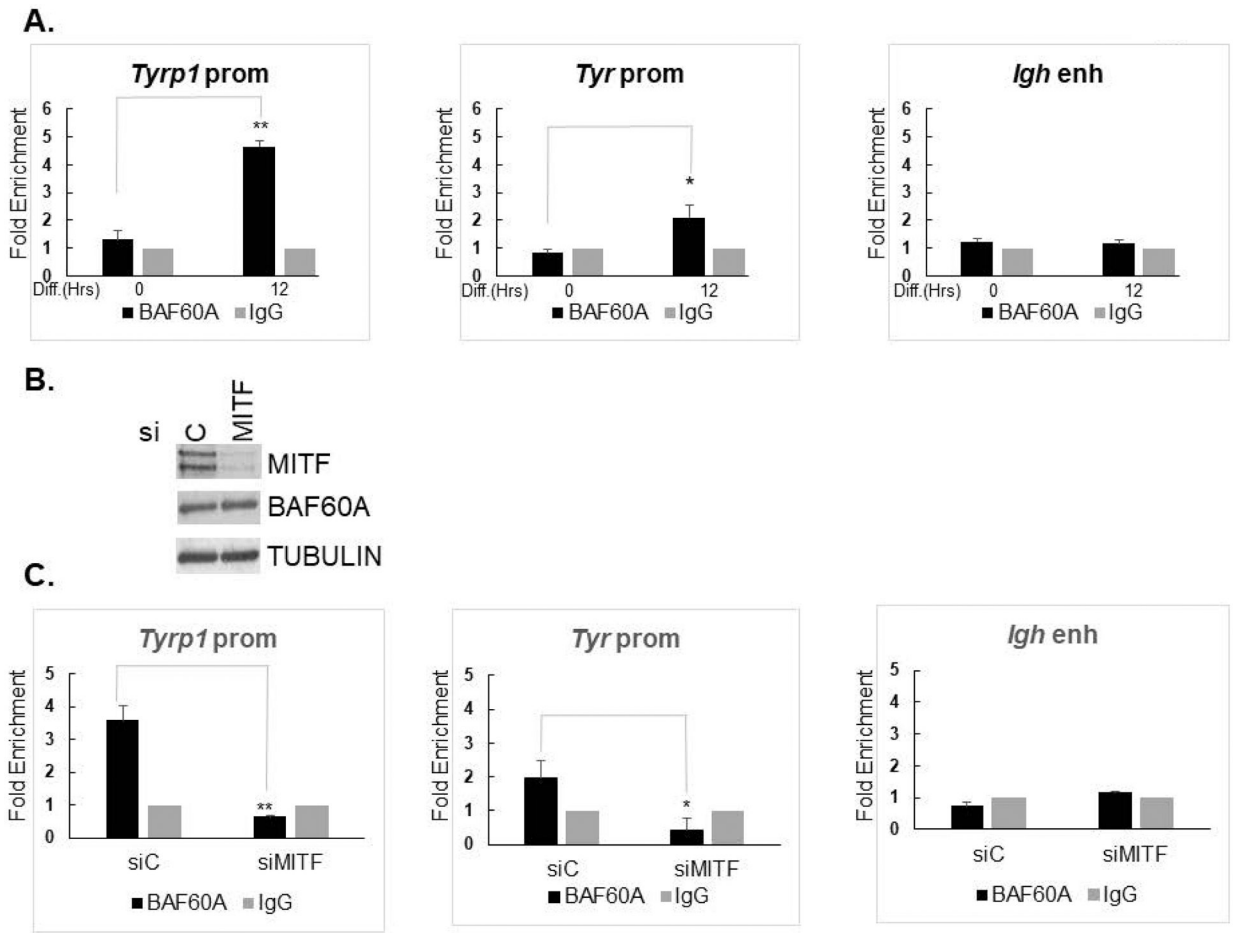 A.
Tyrp1 prom
Fold Enrichment
6
5
4
3
2
1
0
**
Diff.(Hrs) 0 12
BAF60A IgG
Tyr prom
Fold Enrichment
6
5
4
3
2
1
0
*
Diff.(Hrs) 0 12
BAF60A IgG
Igh enh
Fold Enrichment
6
5
4
3
2
1
0
Diff.(Hrs) 0 12
BAF60A IgG
B.
si C MITF
MITF
BAF60A
TUBULIN
C.
Tyrp1 prom
Fold Enrichment
5
4
3
2
1
0
**
siC siMITF
BAF60A IgG
Tyr prom
Fold Enrichment
5
4
3
2
1
0
*
siC siMITF
BAF60A IgG
Igh enh
Fold Enrichment
5
4
3
2
1
0
siC siMITF
BAF60A IgG